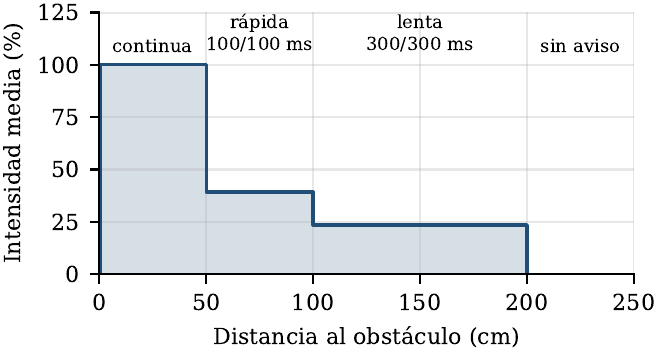 125
100
75
50
25
0
Intensidad media (%)
continua
rápida
100/100 ms
lenta
300/300 ms
sin aviso
0
50
100
150
200
250
Distancia al obstáculo (cm)